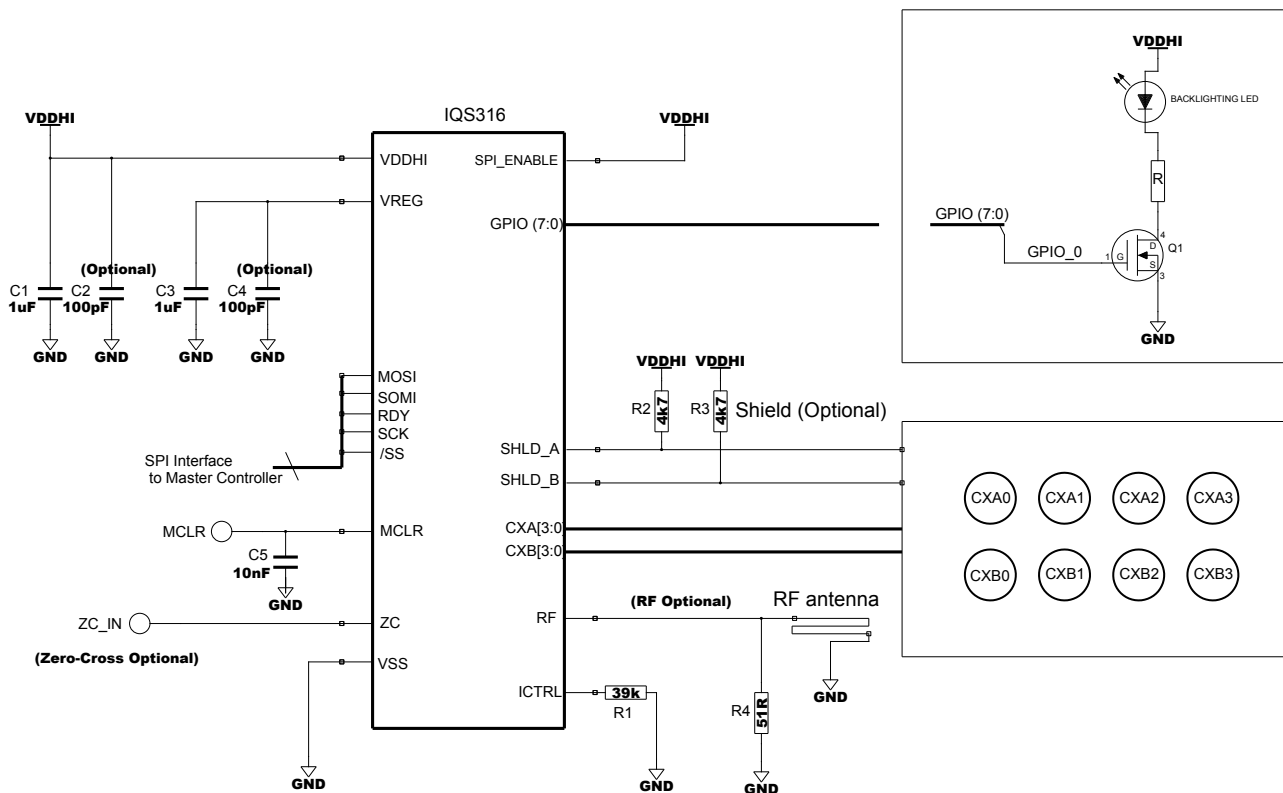 IQS316
VDDHI
VDDHI
VDDHI
SPI_ENABLE
VREG
GPIO (7:0)
(Optional)
(Optional)
C1
1uF
C2
100pF
C3
1uF
C4
100pF
GND
GND
GND
GND
MOSI
SOMI
RDY
SCK
/SS
SPI Interface
to Master Controller
MCLR
MCLR
C5
10nF
GND
ZC_IN
ZC
(Zero-Cross Optional)
VSS
GND
VDDHI
VDDHI
R2
4k7
R3
4k7
Shield (Optional)
SHLD_A
SHLD_B
CXA[3:0
CXB[3:0
RF
(RF Optional)
RF antenna
GND
ICTRL
39k
R1
GND
R4
51R
GND
VDDHI
BACKLIGHTING LED
R
GPIO (7:0)
GPIO_0
1
G
4
D
S
3
Q1
GND
CXA0
CXA1
CXA2
CXA3
CXB0
CXB1
CXB2
CXB3